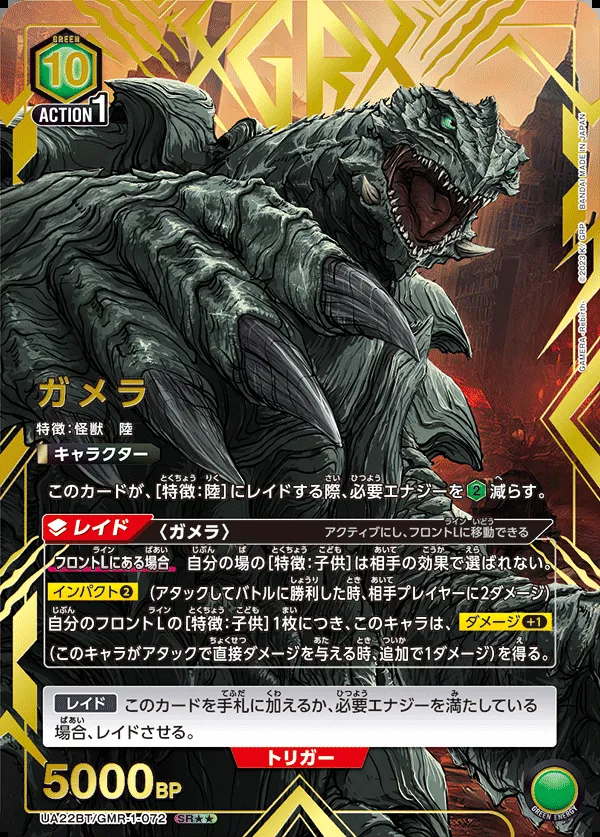 XGRX
GREEN
10
ACTION1
©2023 K/GRP BANDAI MADE IN JAPAN
GAMERA -Rebirth-
ガメラ
特徴：怪獣 陸
キャラクター
このカードが、[特徴：陸]にレイドする際、必要エナジーを2減らす。
レイド 〈ガメラ〉 アクティブにし、フロントLに移動できる
フロントLにある場合 自分の場の[特徴：子供]は相手の効果で選ばれない。
インパクト2 (アタックしてバトルに勝利した時、相手プレイヤーに2ダメージ)
自分のフロントLの[特徴：子供]1枚につき、このキャラは、ダメージ+1
(このキャラがアタックで直接ダメージを与える時、追加で1ダメージ)を得る。
レイド このカードを手札に加えるか、必要エナジーを満たしている
場合、レイドさせる。
トリガー
5000BP
UA22BT/GMR-1-072 SR★★
GREEN ENERGY